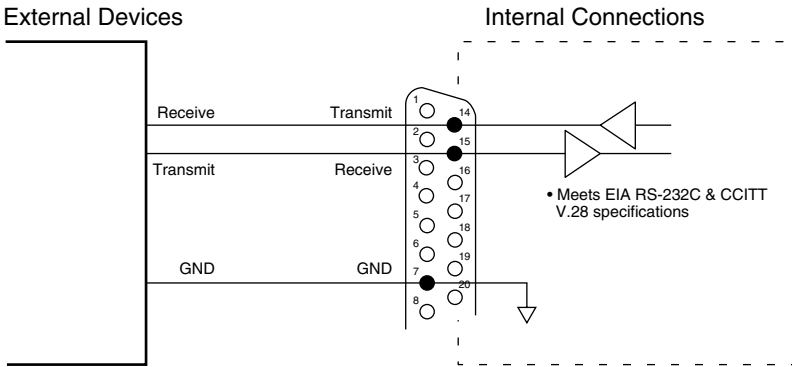 External Devices
Internal Connections
Receive
Transmit
1
14
2
15
Transmit
Receive
3
16
4
17
5
18
6
19
GND
GND
7
20
8
• Meets EIA RS-232C & CCITT
V.28 specifications